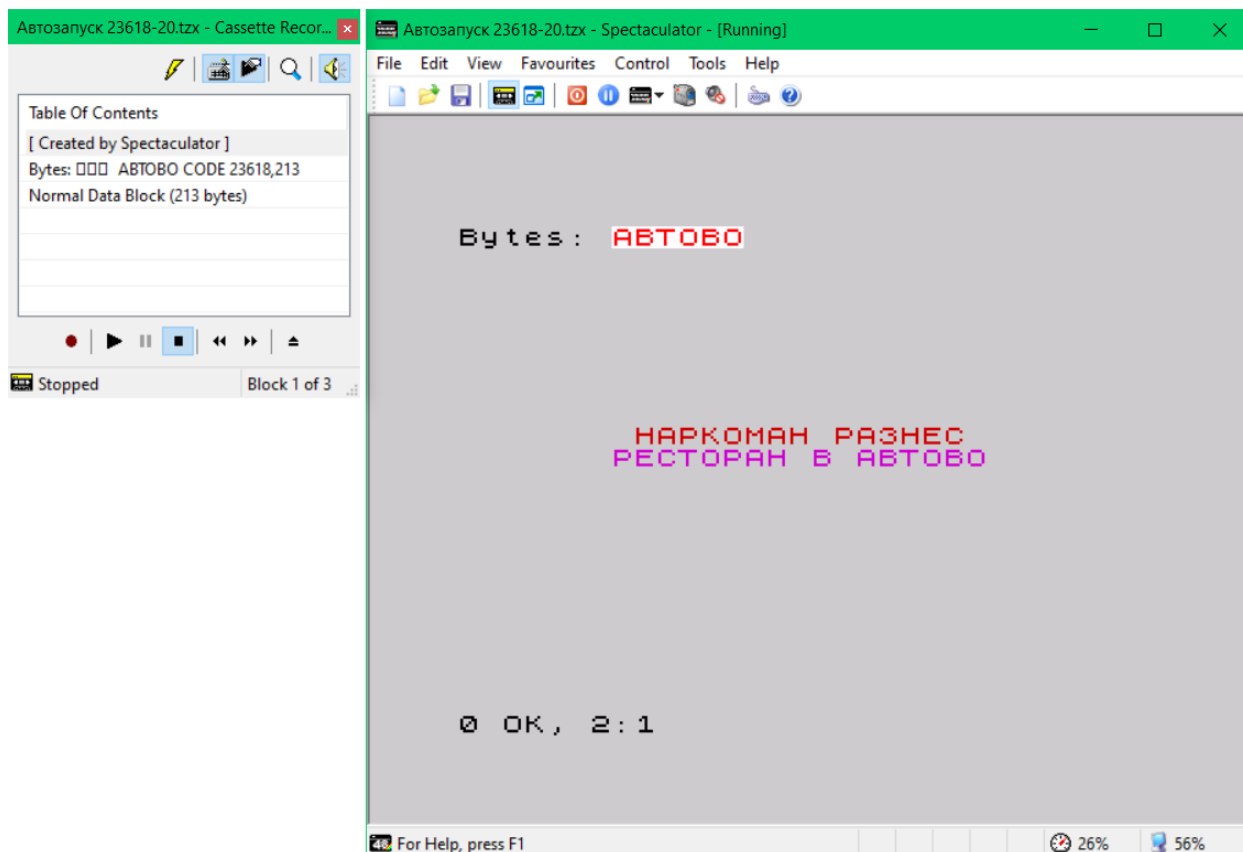 Автозапуск 23618-20.tzx - Cassette Recor...
Table Of Contents
[ Created by Spectaculator ]
Bytes: □□□ АВТОВО CODE 23618,213
Normal Data Block (213 bytes)
Stopped
Block 1 of 3
Автозапуск 23618-20.tzx - Spectaculator - [Running]
File Edit View Favourites Control Tools Help
Bytes: АВТОВО
НАРКОМАН РАЗНЕС
РЕСТОРАН В АВТОВО
0 OK, 2:1
48 For Help, press F1
26%
56%